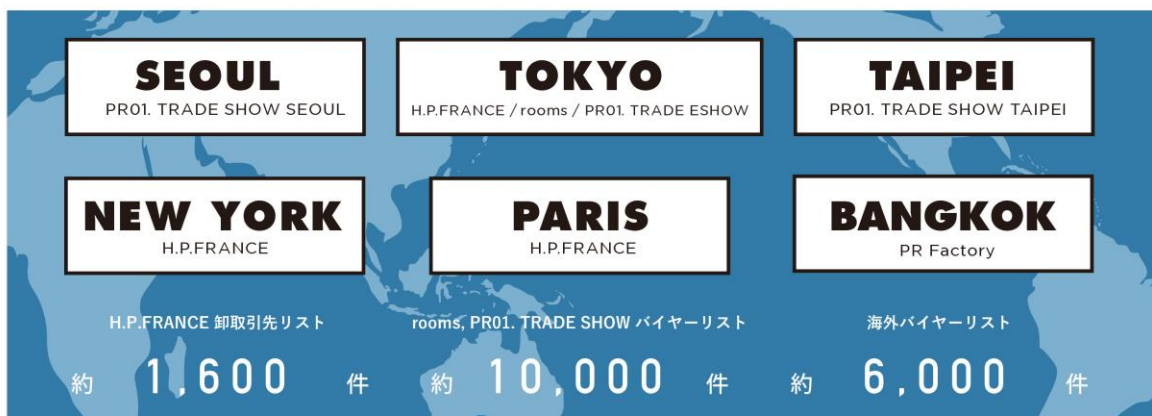 SEOUL
PR01. TRADE SHOW SEOUL
TOKYO
H.P.FRANCE / rooms / PR01. TRADE ESHOW
TAIPEI
PR01. TRADE SHOW TAIPEI
NEW YORK
H.P.FRANCE
PARIS
H.P.FRANCE
BANGKOK
PR Factory
H.P.FRANCE 卸取引先リスト
約 1,600 件
rooms, PR01. TRADE SHOW バイヤーリスト
約 10,000 件
海外バイヤーリスト
約 6,000 件